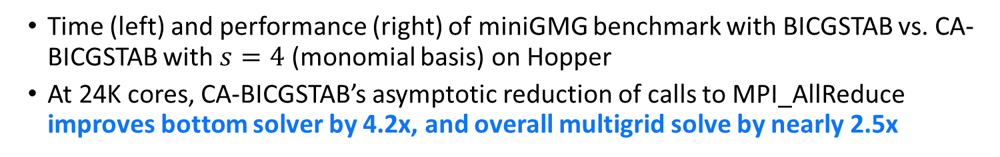 • Time (left) and performance (right) of miniGMG benchmark with BICGSTAB vs. CA-
BICGSTAB with s = 4 (monomial basis) on Hopper
• At 24K cores, CA-BICGSTAB’s asymptotic reduction of calls to MPI_AllReduce
improves bottom solver by 4.2x, and overall multigrid solve by nearly 2.5x